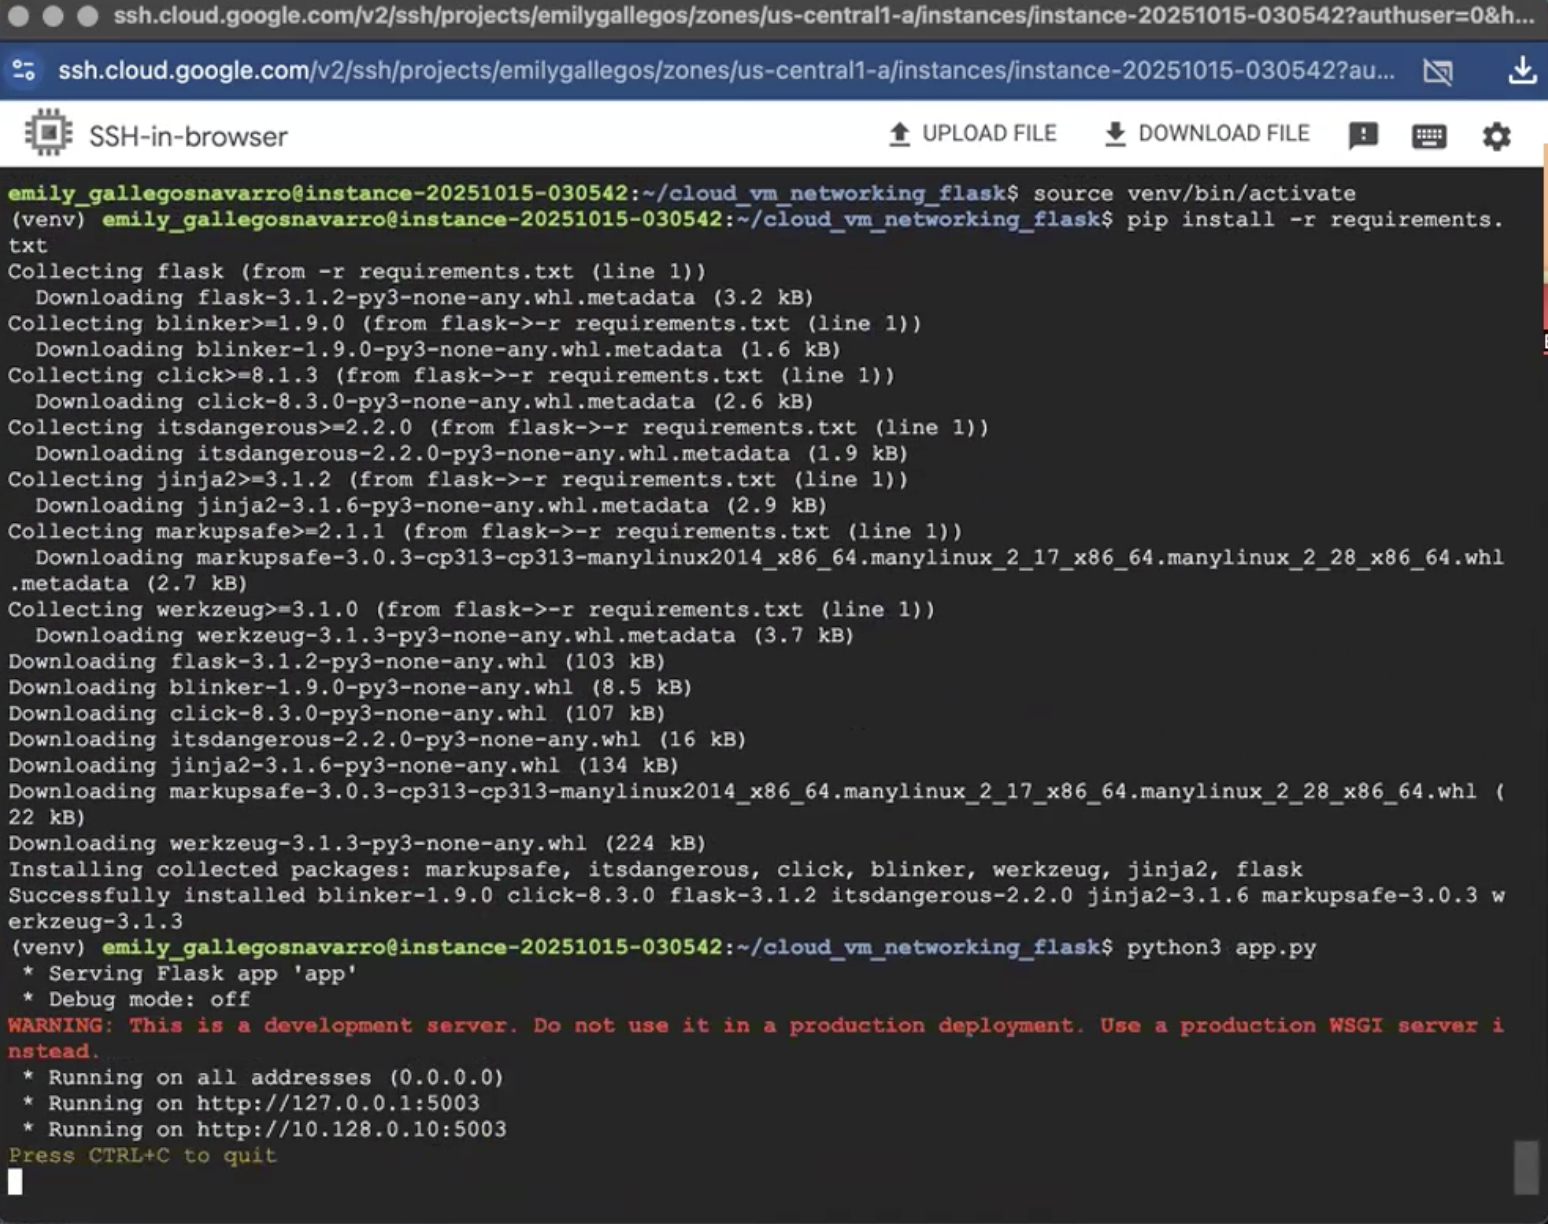 ssh.cloud.google.com/v2/ssh/projects/emilygallegos/zones/us-central1-a/instances/instance-20251015-030542?authuser=0&h...
ssh.cloud.google.com/v2/ssh/projects/emilygallegos/zones/us-central1-a/instances/instance-20251015-030542?au...
SSH-in-browser UPLOAD FILE DOWNLOAD FILE
emily_gallegosnavarro@instance-20251015-030542:~/cloud_vm_networking_flask$ source venv/bin/activate
(venv) emily_gallegosnavarro@instance-20251015-030542:~/cloud_vm_networking_flask$ pip install -r requirements.
txt
Collecting flask (from -r requirements.txt (line 1))
  Downloading flask-3.1.2-py3-none-any.whl.metadata (3.2 kB)
Collecting blinker>=1.9.0 (from flask->-r requirements.txt (line 1))
  Downloading blinker-1.9.0-py3-none-any.whl.metadata (1.6 kB)
Collecting click>=8.1.3 (from flask->-r requirements.txt (line 1))
  Downloading click-8.3.0-py3-none-any.whl.metadata (2.6 kB)
Collecting itsdangerous>=2.2.0 (from flask->-r requirements.txt (line 1))
  Downloading itsdangerous-2.2.0-py3-none-any.whl.metadata (1.9 kB)
Collecting jinja2>=3.1.2 (from flask->-r requirements.txt (line 1))
  Downloading jinja2-3.1.6-py3-none-any.whl.metadata (2.9 kB)
Collecting markupsafe>=2.1.1 (from flask->-r requirements.txt (line 1))
  Downloading markupsafe-3.0.3-cp313-cp313-manylinux2014_x86_64.manylinux_2_17_x86_64.manylinux_2_28_x86_64.whl
.metadata (2.7 kB)
Collecting werkzeug>=3.1.0 (from flask->-r requirements.txt (line 1))
  Downloading werkzeug-3.1.3-py3-none-any.whl.metadata (3.7 kB)
Downloading flask-3.1.2-py3-none-any.whl (103 kB)
Downloading blinker-1.9.0-py3-none-any.whl (8.5 kB)
Downloading click-8.3.0-py3-none-any.whl (107 kB)
Downloading itsdangerous-2.2.0-py3-none-any.whl (16 kB)
Downloading jinja2-3.1.6-py3-none-any.whl (134 kB)
Downloading markupsafe-3.0.3-cp313-cp313-manylinux2014_x86_64.manylinux_2_17_x86_64.manylinux_2_28_x86_64.whl (
22 kB)
Downloading werkzeug-3.1.3-py3-none-any.whl (224 kB)
Installing collected packages: markupsafe, itsdangerous, click, blinker, werkzeug, jinja2, flask
Successfully installed blinker-1.9.0 click-8.3.0 flask-3.1.2 itsdangerous-2.2.0 jinja2-3.1.6 markupsafe-3.0.3 w
erkzeug-3.1.3
(venv) emily_gallegosnavarro@instance-20251015-030542:~/cloud_vm_networking_flask$ python3 app.py
 * Serving Flask app 'app'
 * Debug mode: off
WARNING: This is a development server. Do not use it in a production deployment. Use a production WSGI server i
nstead.
 * Running on all addresses (0.0.0.0)
 * Running on http://127.0.0.1:5003
 * Running on http://10.128.0.10:5003
Press CTRL+C to quit